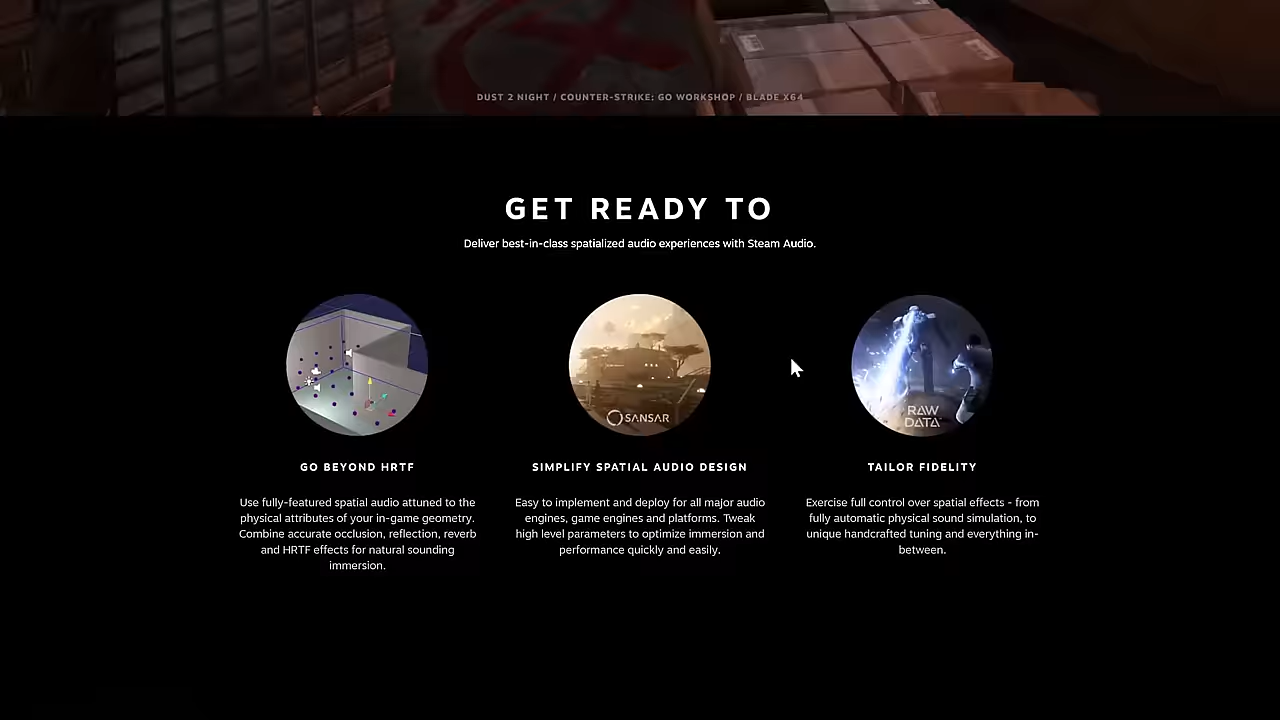 DUST 2 NIGHT / COUNTER-STRIKE: GO WORKSHOP / BLADE X64
GET READY TO
Deliver best-in-class spatialized audio experiences with Steam Audio.
SANSAR
RAW
DATA
GO BEYOND HRTF
Use fully-featured spatial audio attuned to the
physical attributes of your in-game geometry.
Combine accurate occlusion, reflection, reverb
and HRTF effects for natural sounding
immersion.
SIMPLIFY SPATIAL AUDIO DESIGN
Easy to implement and deploy for all major audio
engines, game engines and platforms. Tweak
high level parameters to optimize immersion and
performance quickly and easily.
TAILOR FIDELITY
Exercise full control over spatial effects - from
fully automatic physical sound simulation, to
unique handcrafted tuning and everything in-
between.